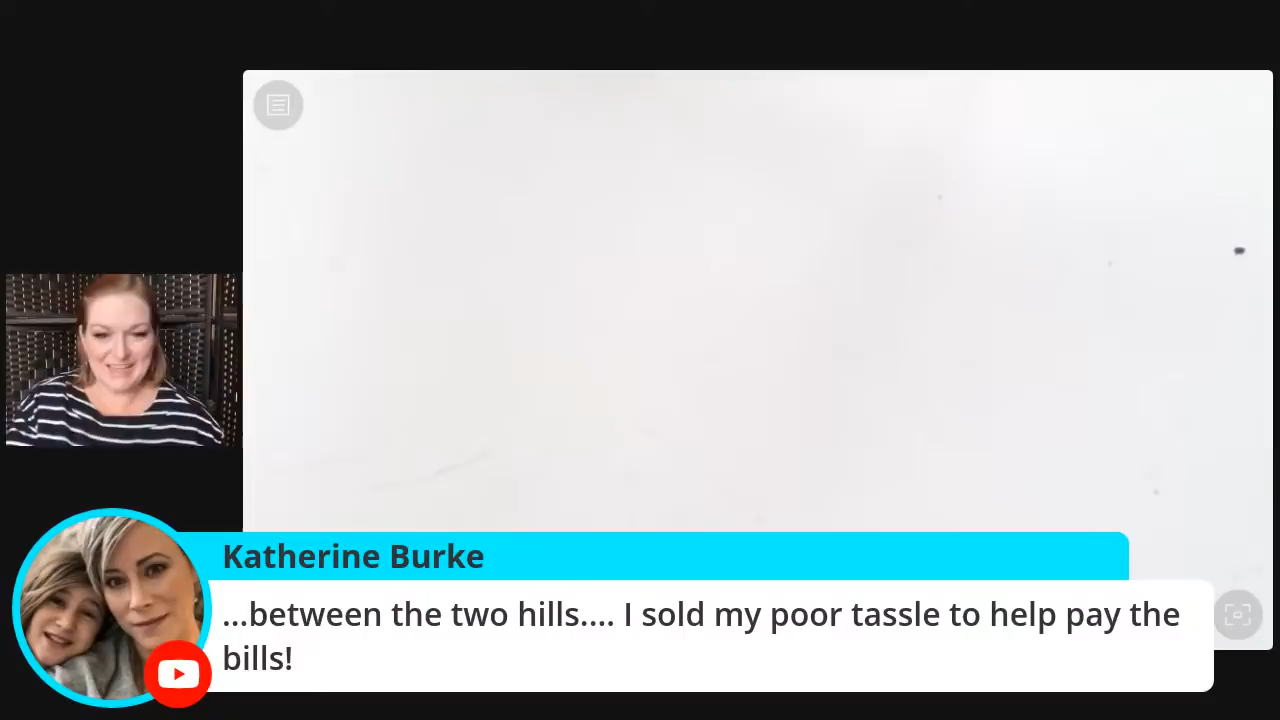 Katherine Burke
...between the two hills.... I sold my poor tassle to help pay the
bills!